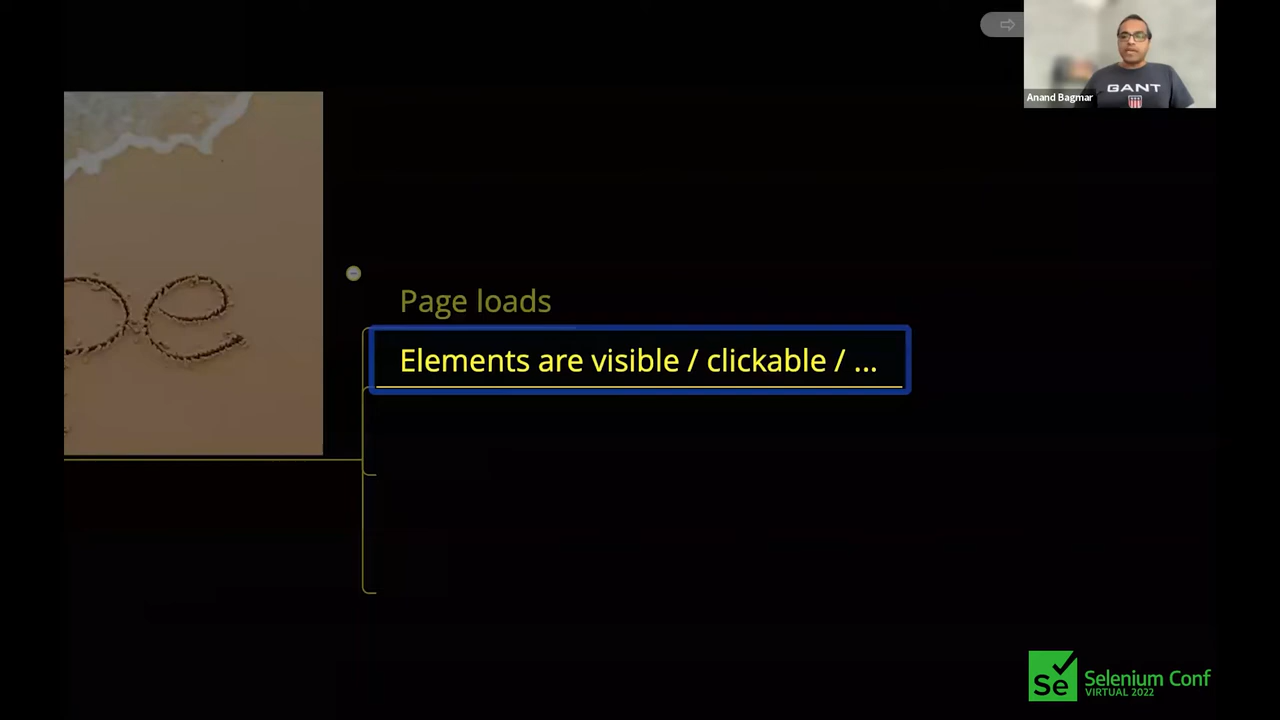 GANT
Anand Bagmar
Page loads
Elements are visible / clickable / ...
Se
Selenium Conf
VIRTUAL 2022